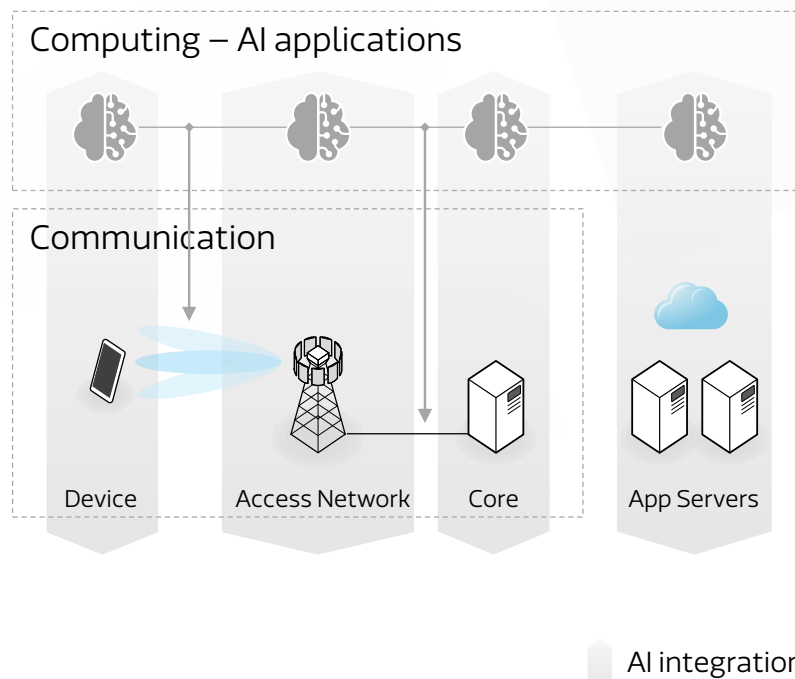 Computing – AI applications
Communication
Device
Access Network
Core
App Servers
AI integration